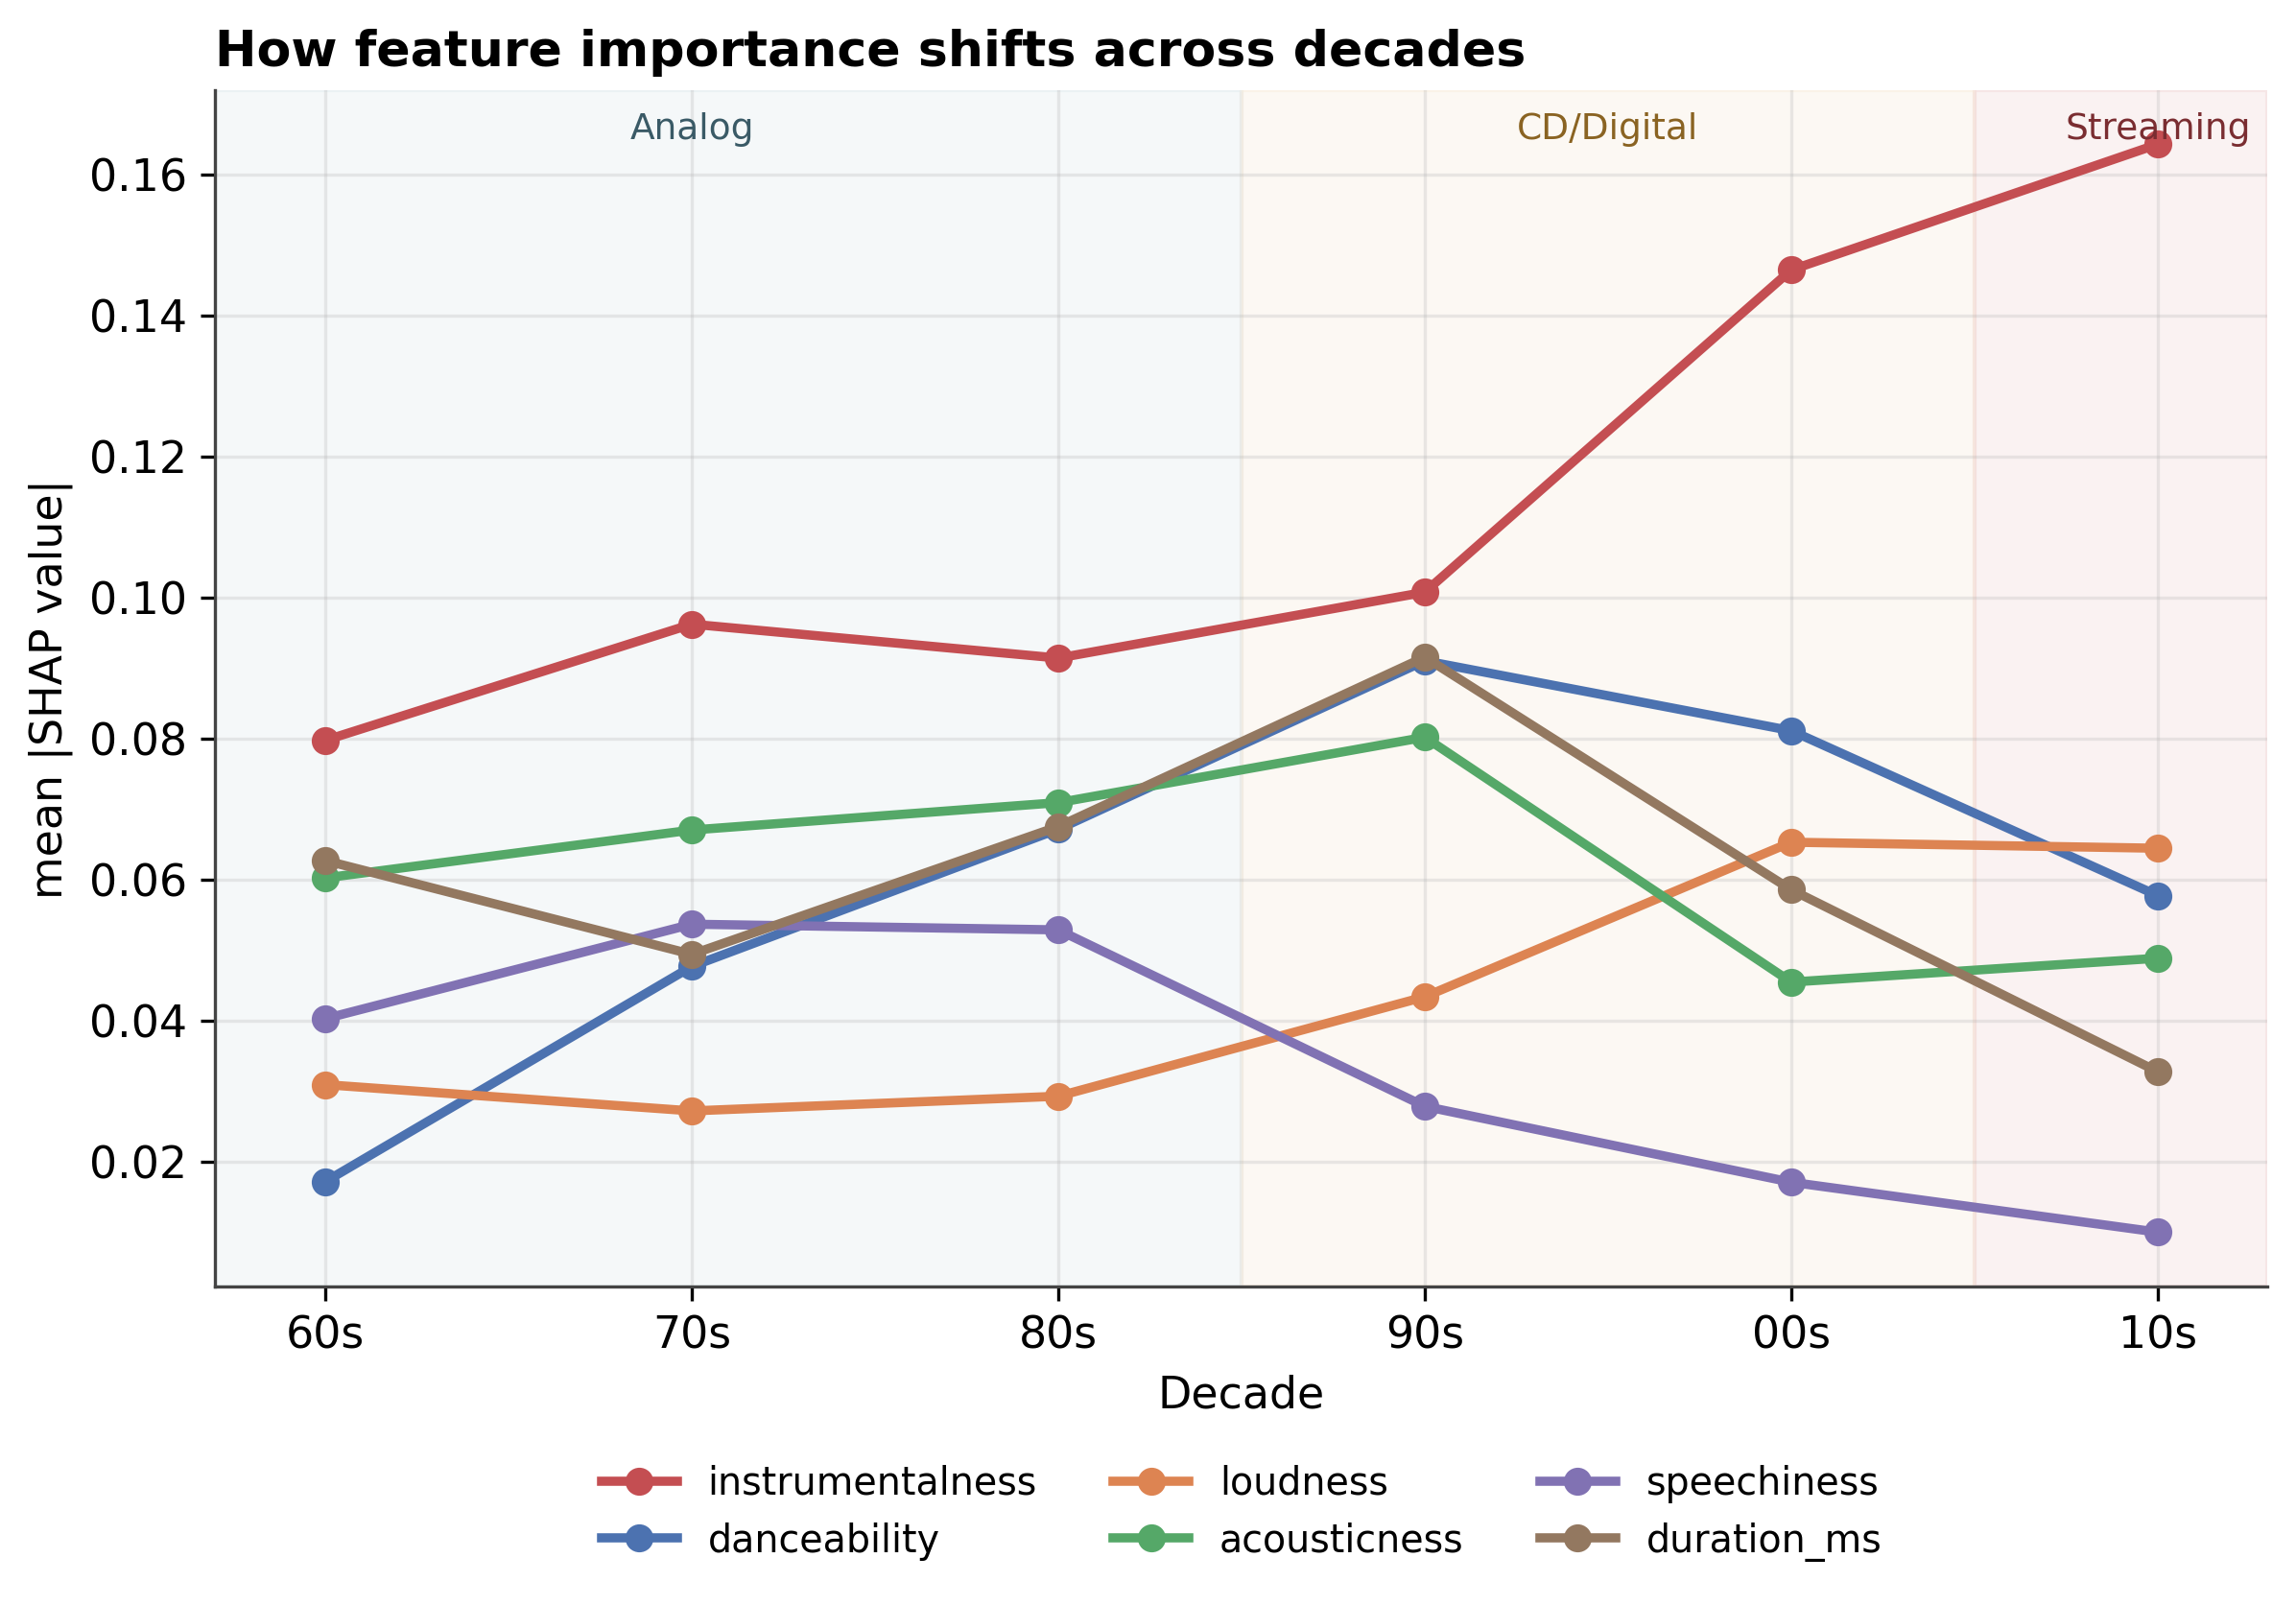 How feature importance shifts across decades
Analog
CD/Digital
Streaming
mean |SHAP value|
0.16
0.14
0.12
0.10
0.08
0.06
0.04
0.02
60s
70s
80s
90s
00s
10s
Decade
instrumentalness
loudness
speechiness
danceability
acousticness
duration_ms